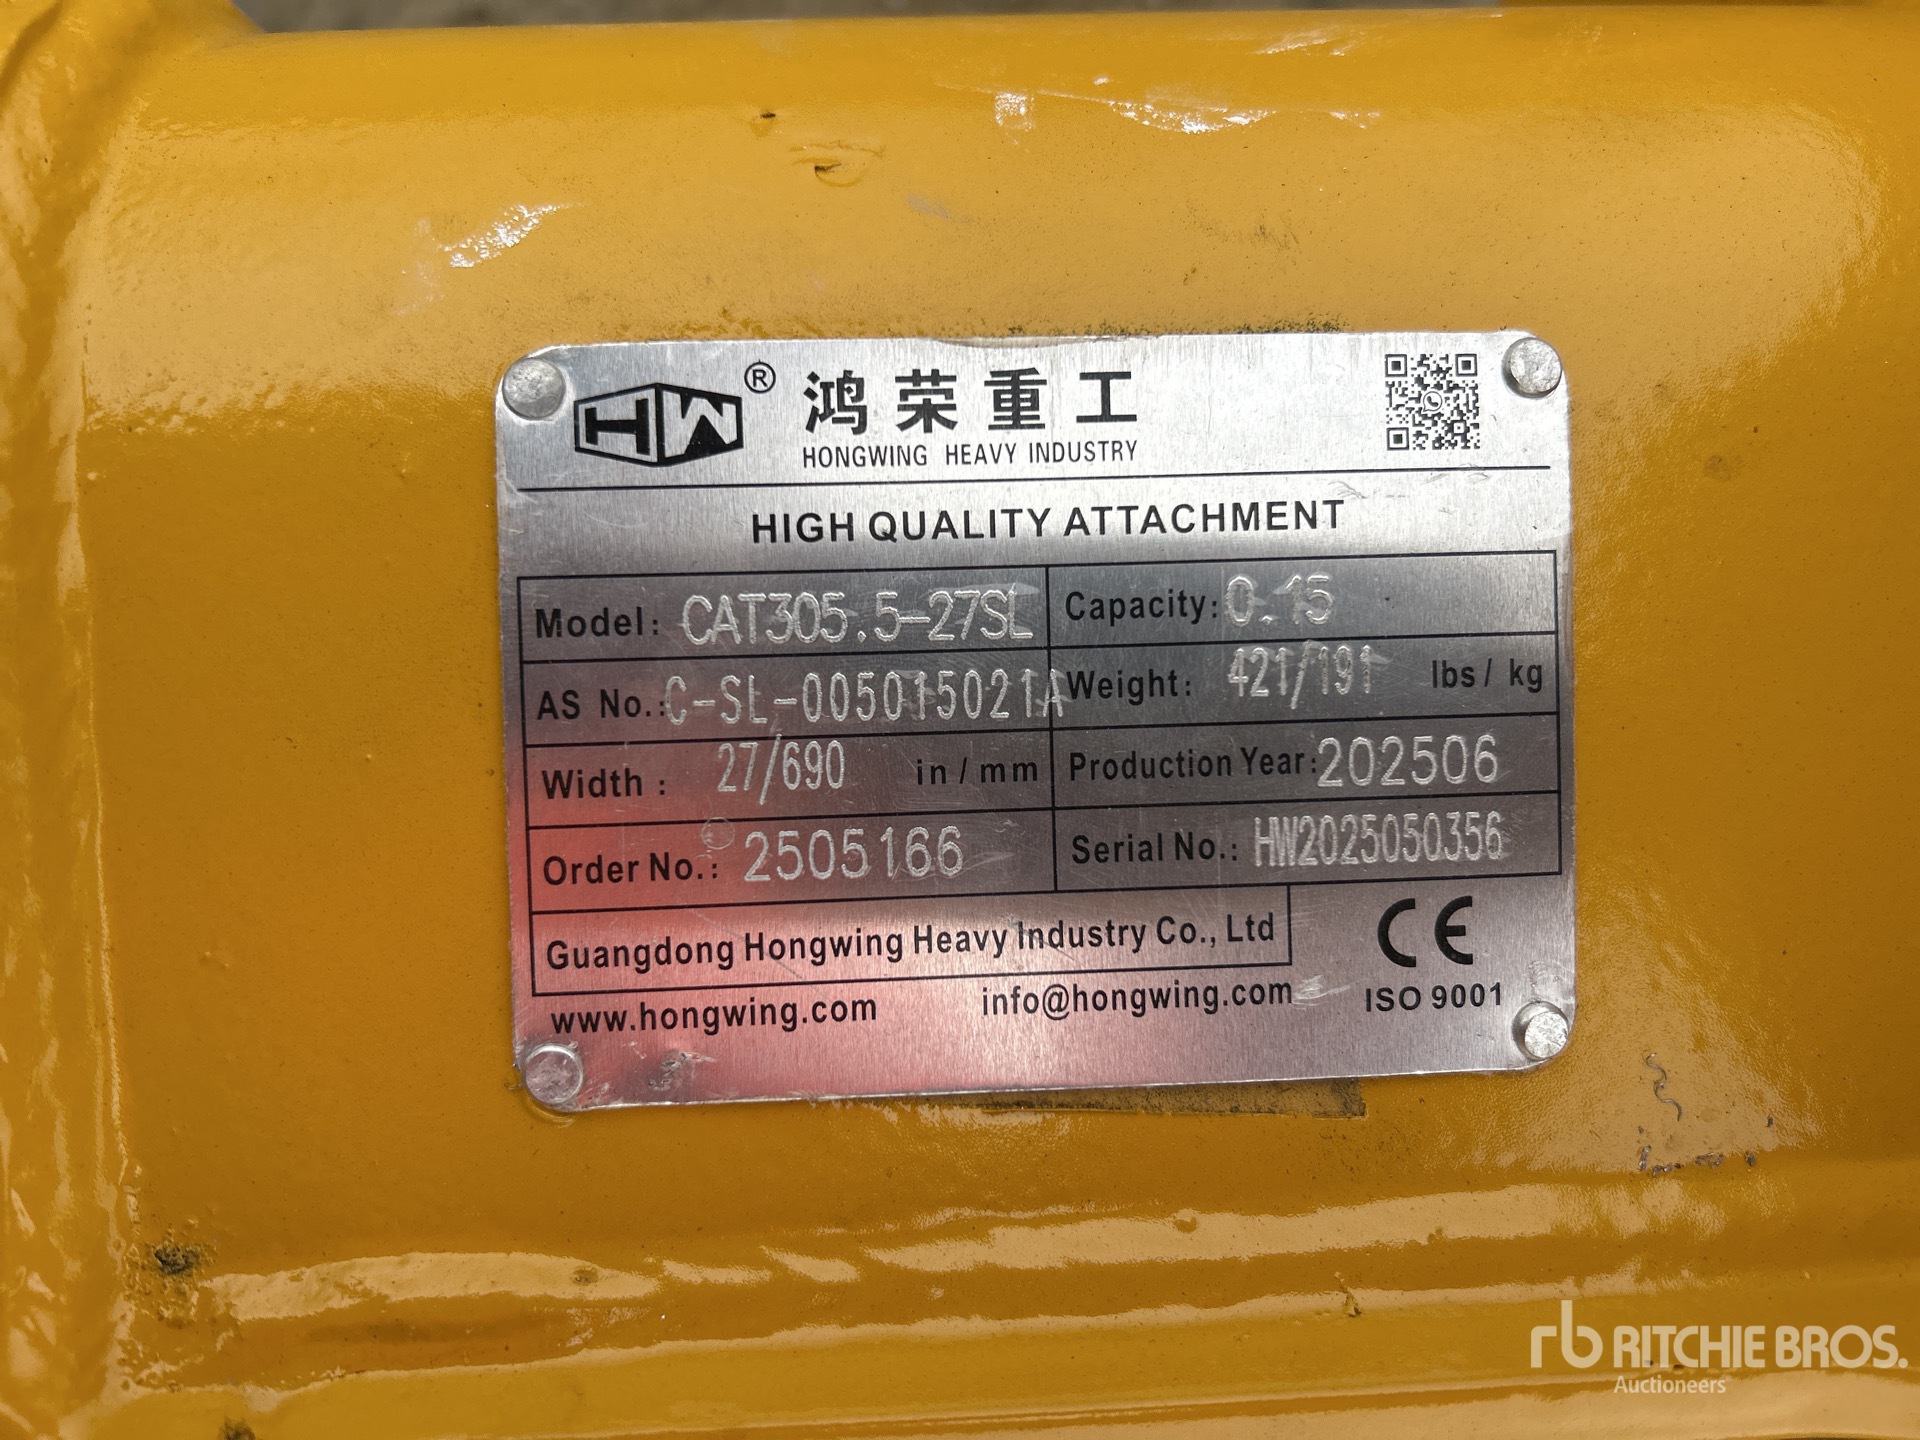 HW® 鸿荣重工
HONGWING HEAVY INDUSTRY
HIGH QUALITY ATTACHMENT
Model: CAT305.5-27SL
Capacity: 0.15
AS No.: C-SL-005015021A
Weight: 421/191 lbs/ kg
Width: 27/690 in/mm
Production Year: 202506
Order No.: 2505166
Serial No.: HW2025050356
Guangdong Hongwing Heavy Industry Co., Ltd
CE
www.hongwing.com info@hongwing.com ISO 9001
rb RITCHIE BROS.
Auctioneers